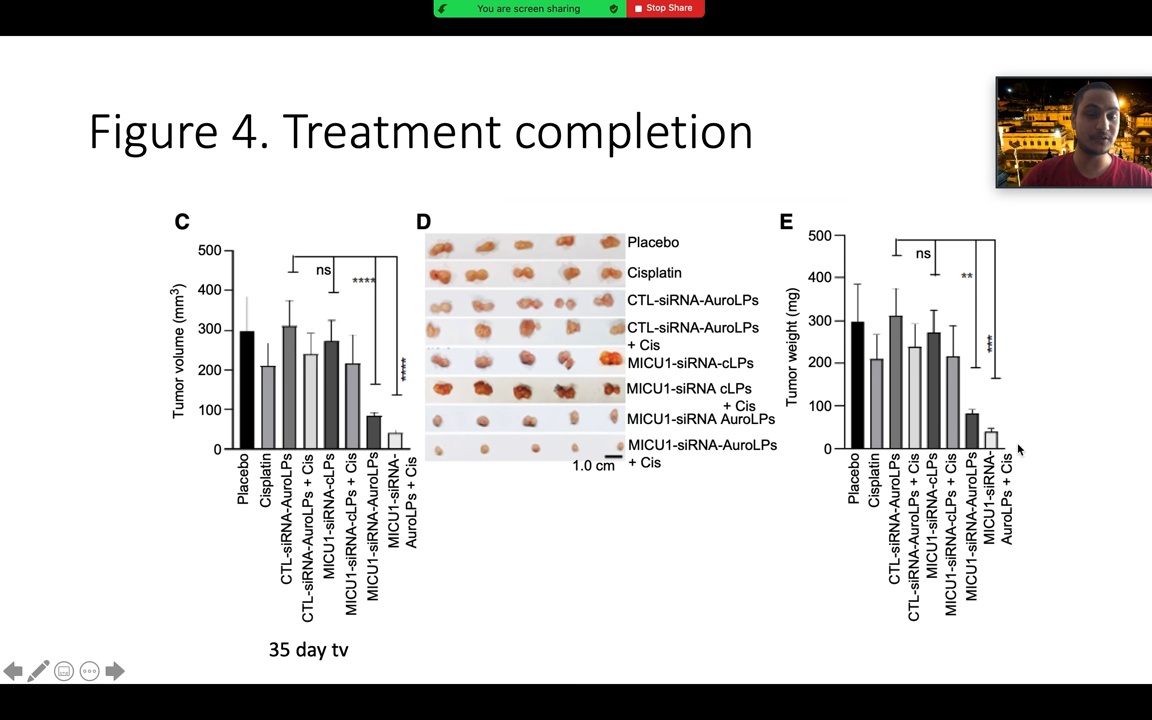 You are screen sharing
Stop Share
Figure 4. Treatment completion
C
Tumor volume (mm³)
500
400
300
200
100
0
ns
****
****
Placebo
Cisplatin
CTL-siRNA-AuroLPs
CTL-siRNA-AuroLPs + Cis
MICU1-siRNA-cLPs
MICU1-siRNA-cLPs + Cis
MICU1-siRNA-AuroLPs
MICU1-siRNA-
AuroLPs + Cis
35 day tv
D
Placebo
Cisplatin
CTL-siRNA-AuroLPs
CTL-siRNA-AuroLPs
+ Cis
MICU1-siRNA-cLPs
MICU1-siRNA cLPs
+ Cis
MICU1-siRNA AuroLPs
MICU1-siRNA-AuroLPs
+ Cis
1.0 cm
E
Tumor weight (mg)
500
400
300
200
100
0
ns
**
***
Placebo
Cisplatin
CTL-siRNA-AuroLPs
CTL-siRNA-AuroLPs + Cis
MICU1-siRNA-cLPs
MICU1-siRNA-cLPs + Cis
MICU1-siRNA-AuroLPs
MICU1-siRNA-
AuroLPs + Cis